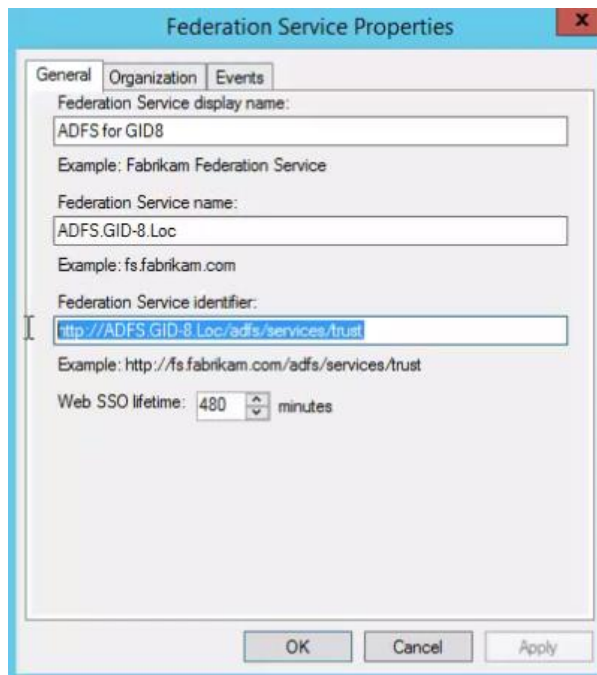 Federation Service Properties
x
General Organization Events
Federation Service display name:
ADFS for GID8
Example: Fabrikam Federation Service
Federation Service name:
ADFS.GID-8.Loc
Example: fs.fabrikam.com
Federation Service identifier:
http://ADFS.GID-8.Loc/adfs/services/trust
Example: http://fs.fabrikam.com/adfs/services/trust
Web SSO lifetime: 480 minutes
OK Cancel Apply